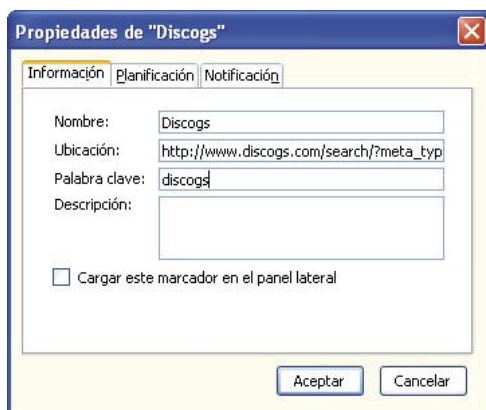 Propiedades de "Discogs"
Información Planificación Notificación
Nombre: Discogs
Ubicación: http://www.discogs.com/search/?meta_typ
Palabra clave: discogs
Descripción:
Cargar este marcador en el panel lateral
Aceptar Cancelar